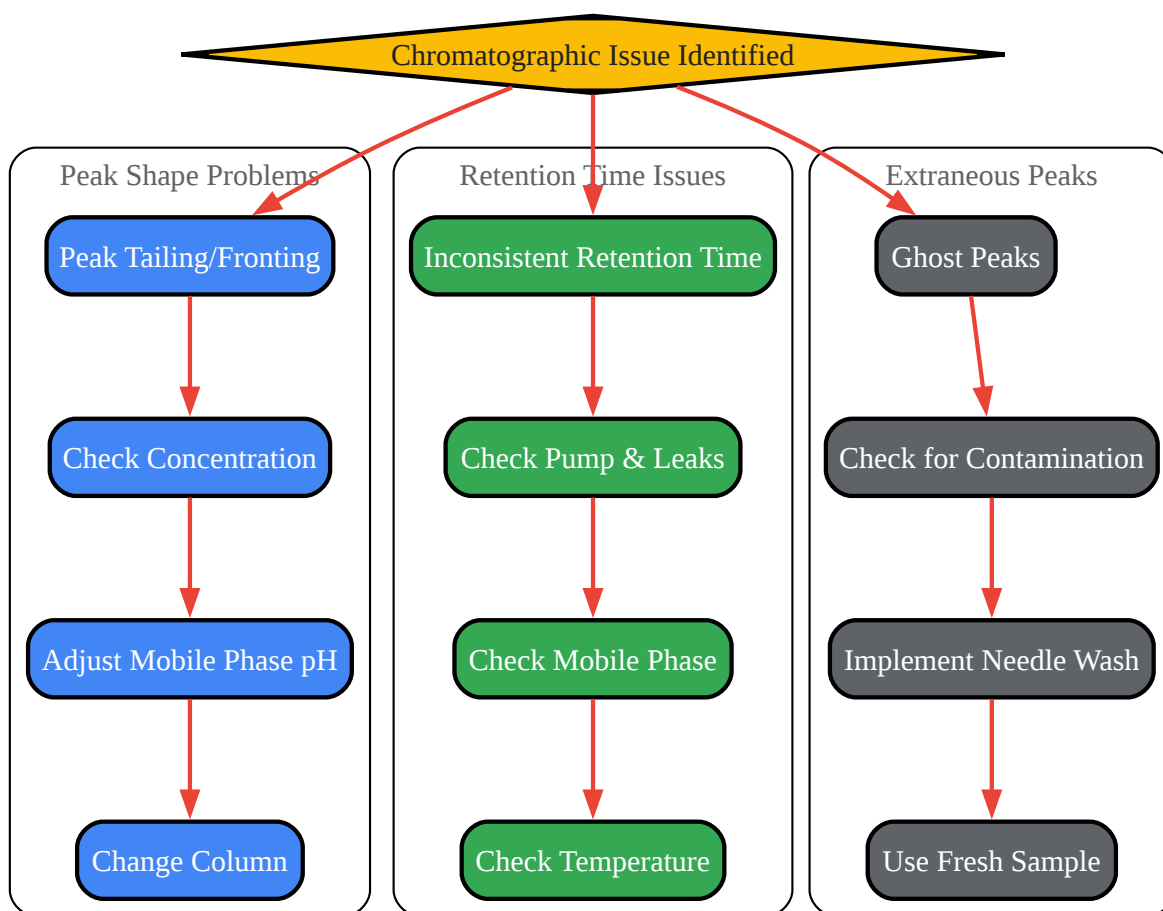 Chromatographic Issue Identified
Peak Shape Problems
Peak Tailing/Fronting
Check Concentration
Adjust Mobile Phase pH
Change Column
Retention Time Issues
Inconsistent Retention Time
Check Pump & Leaks
Check Mobile Phase
Check Temperature
Extraneous Peaks
Ghost Peaks
Check for Contamination
Implement Needle Wash
Use Fresh Sample